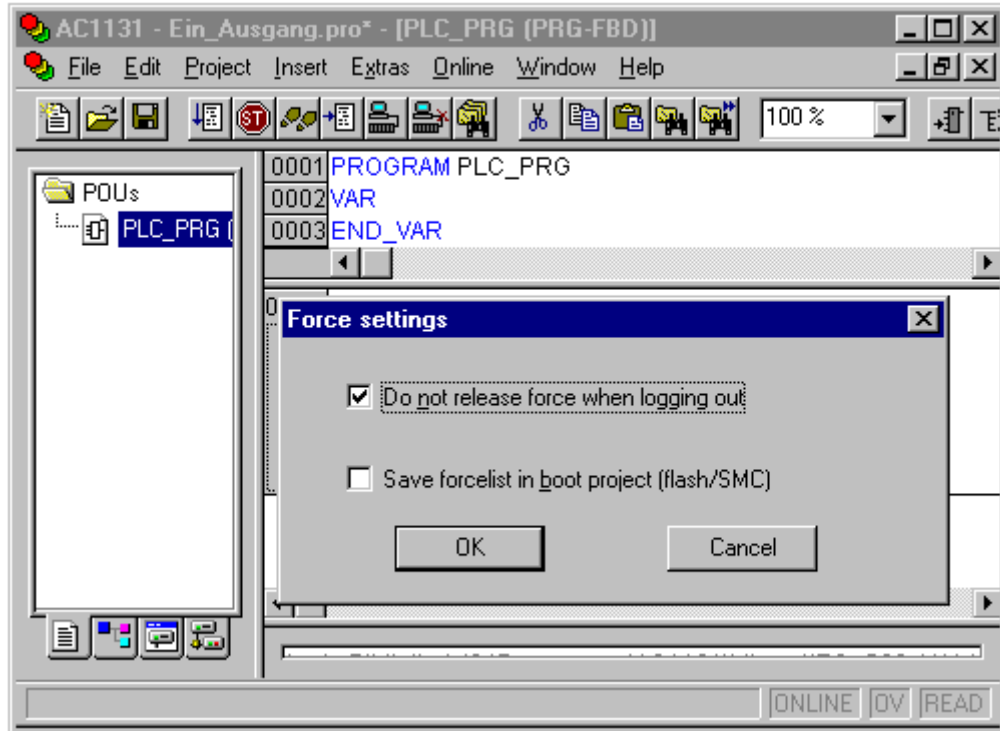 AC1131 - Ein_Ausgang.pro* - [PLC_PRG (PRG-FBD)]
File Edit Project Insert Extras Online Window Help
ST 100 %
POUs
PLC_PRG (
0001 PROGRAM PLC_PRG
0002 VAR
0003 END_VAR
Force settings
Do not release force when logging out
Save forcelist in boot project (flash/SMC)
OK Cancel
ONLINE OV READ